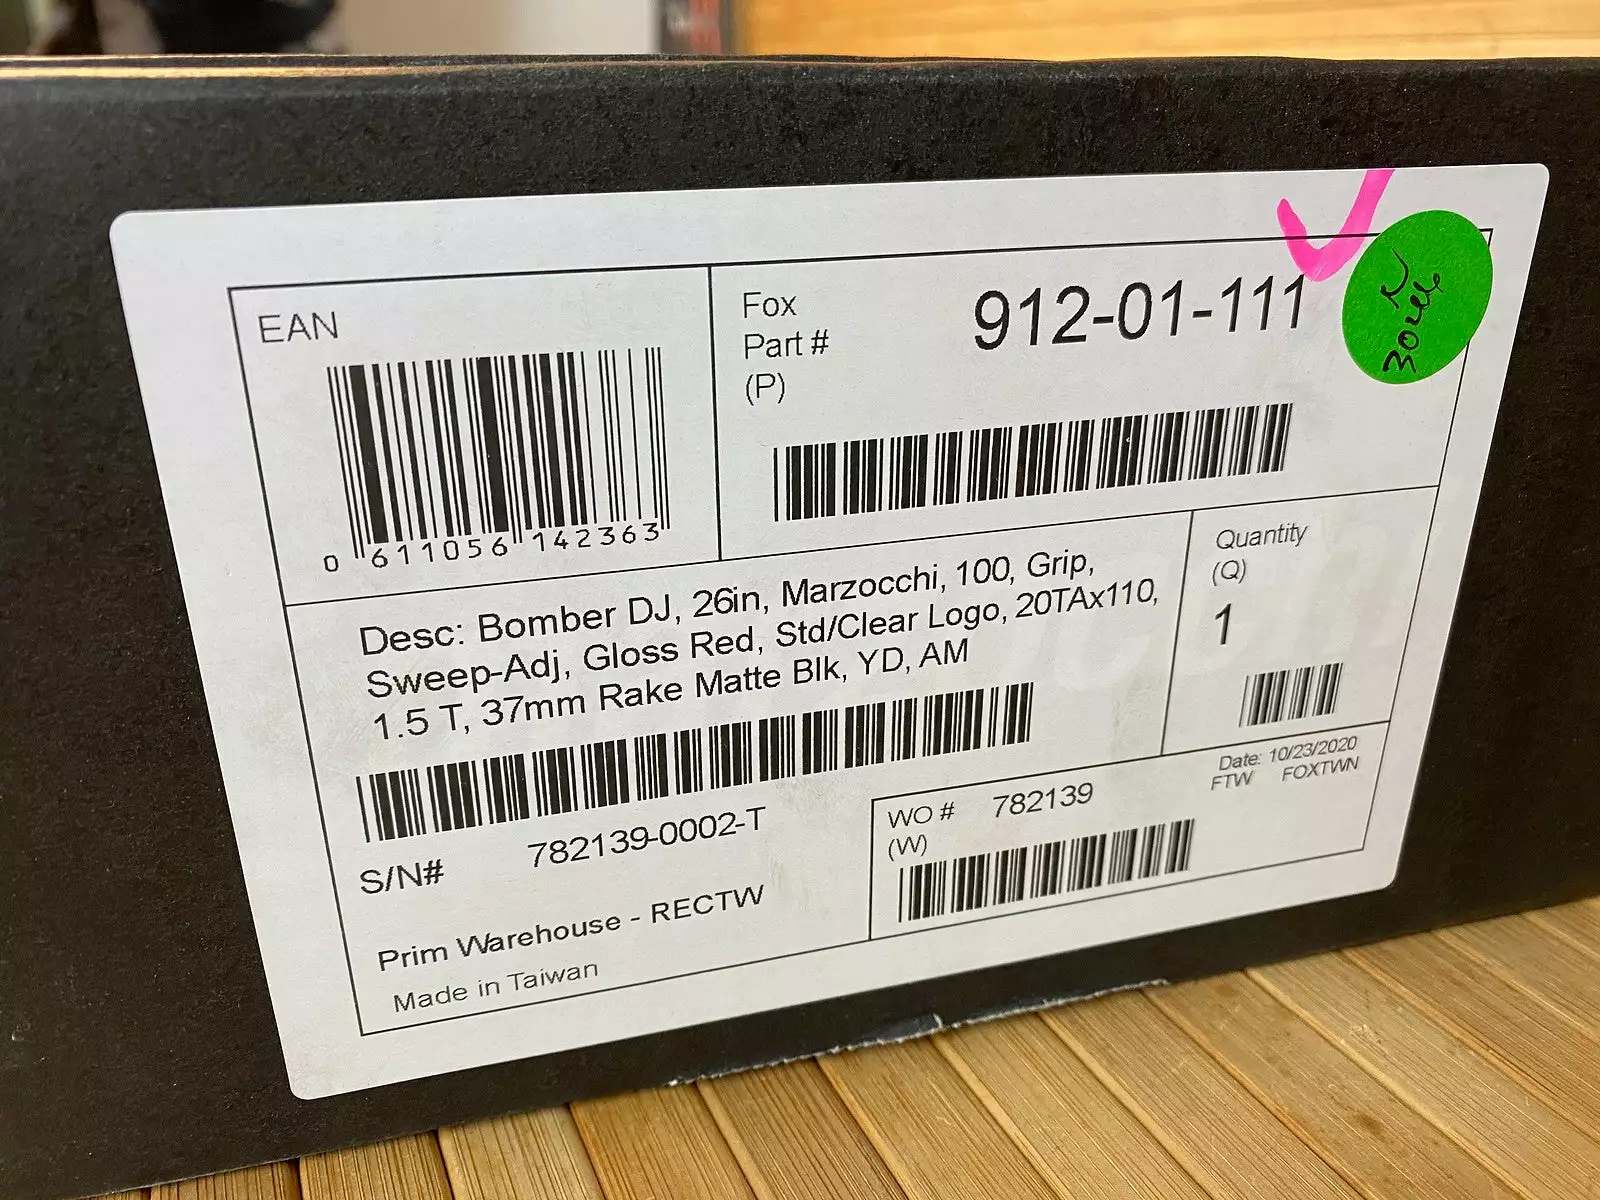 EAN
0 611056 142363
Fox
Part #
(P)
912-01-111
Desc: Bomber DJ, 26in, Marzocchi, 100, Grip,
Sweep-Adj, Gloss Red, Std/Clear Logo, 20TAx110,
1.5 T, 37mm Rake Matte Blk, YD, AM
Quantity
(Q)
1
S/N# 782139-0002-T
Prim Warehouse - RECTW
Made in Taiwan
WO # 782139
(W)
Date: 10/23/2020
FTW FOXTWN